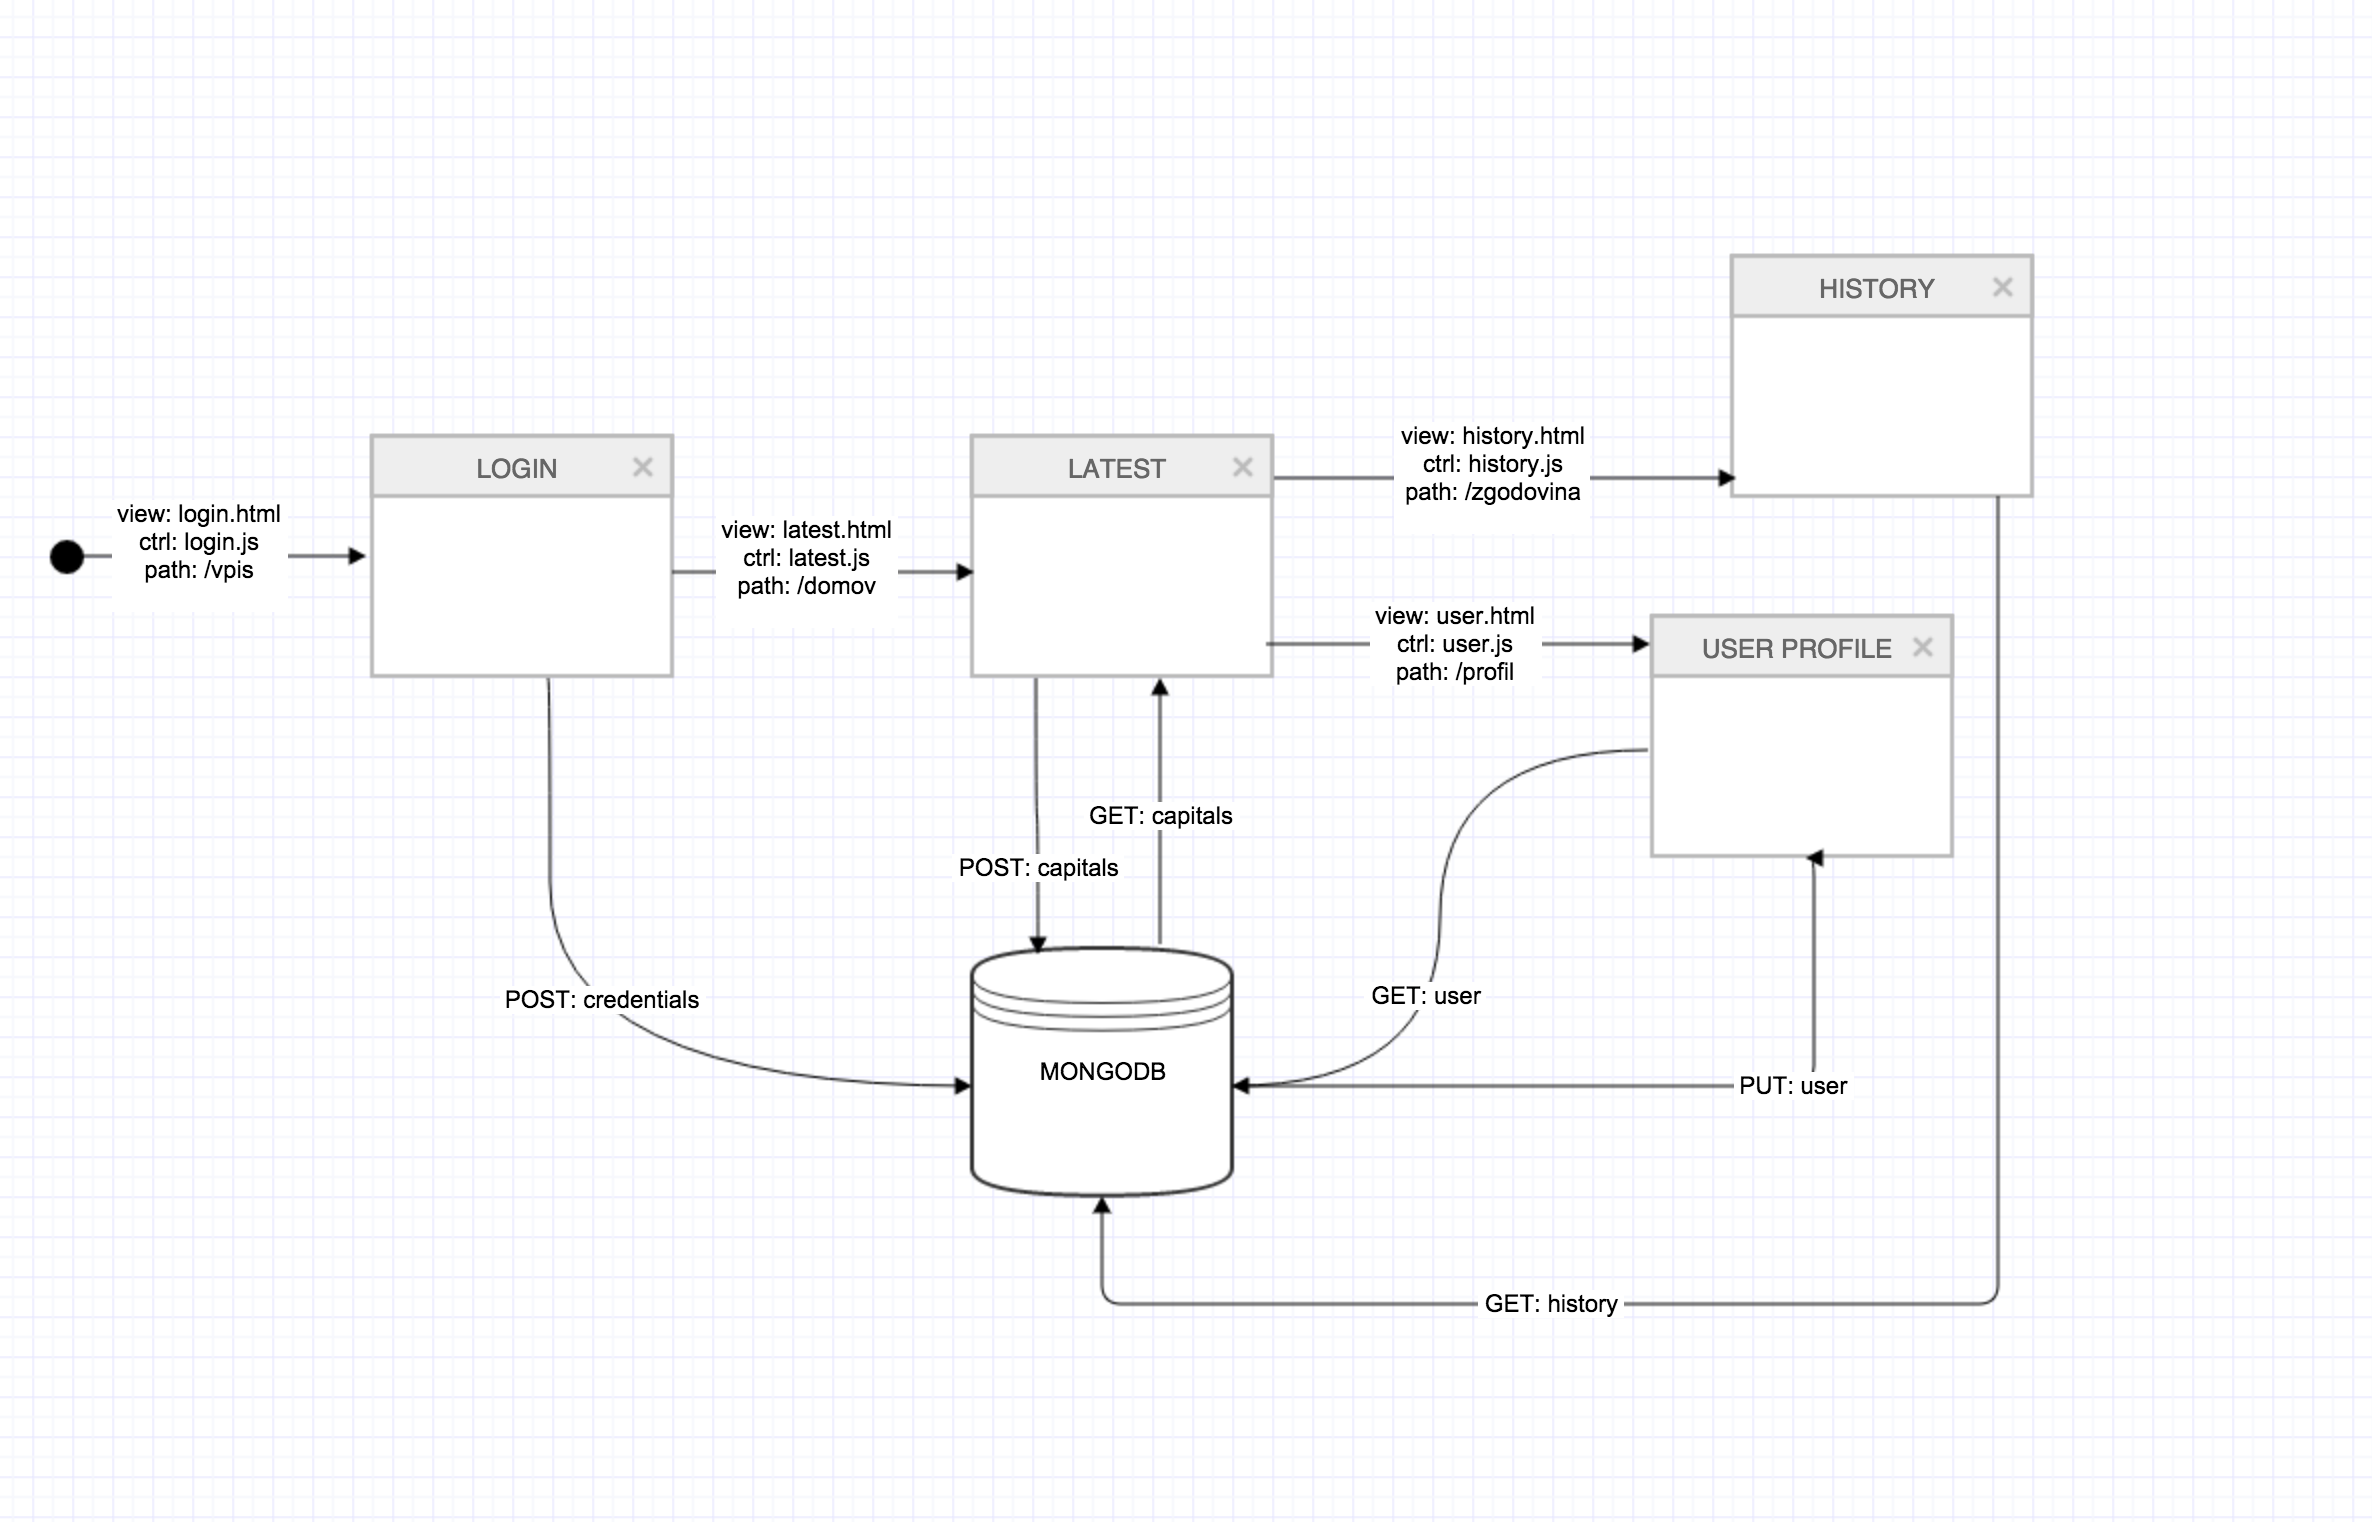 HISTORY
view: history.html
ctrl: history.js
path: /zgodovina
LOGIN
LATEST
view: login.html
ctrl: login.js
path: /vpis
view: latest.html
ctrl: latest.js
path: /domov
view: user.html
ctrl: user.js
path: /profil
USER PROFILE
GET: capitals
POST: capitals
POST: credentials
GET: user
MONGODB
PUT: user
GET: history